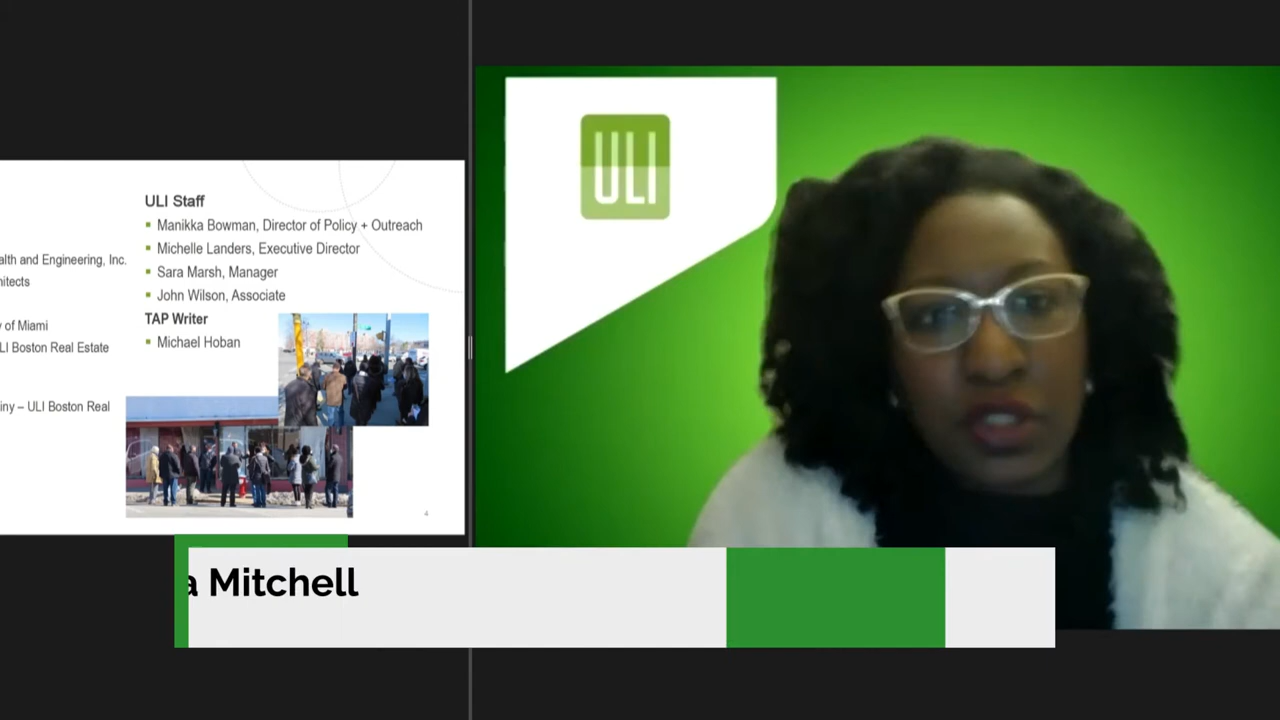 ULI
ULI Staff
Manikka Bowman, Director of Policy + Outreach
alth and Engineering, Inc.
Michelle Landers, Executive Director
hitects
Sara Marsh, Manager
John Wilson, Associate
y of Miami
TAP Writer
LI Boston Real Estate
Michael Hoban
iny – ULI Boston Real
4
a Mitchell